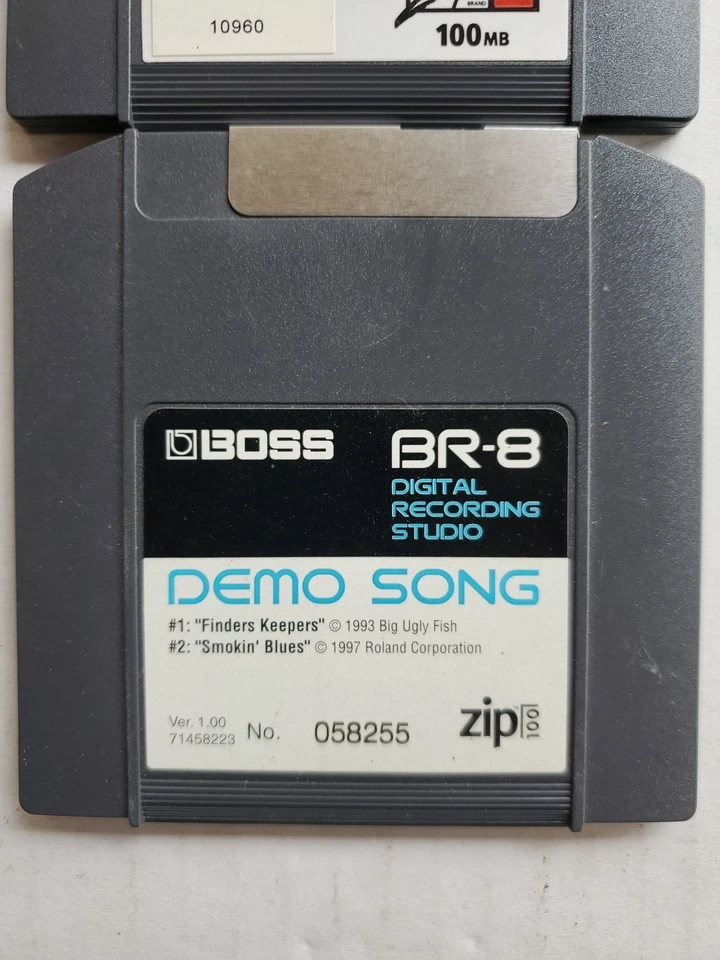 BRAND
10960
100MB
BOSS BR-8
DIGITAL
RECORDING
STUDIO
DEMO SONG
#1: "Finders Keepers" © 1993 Big Ugly Fish
#2: "Smokin' Blues" © 1997 Roland Corporation
Ver. 1.00
71458223 No. 058255 zip 100